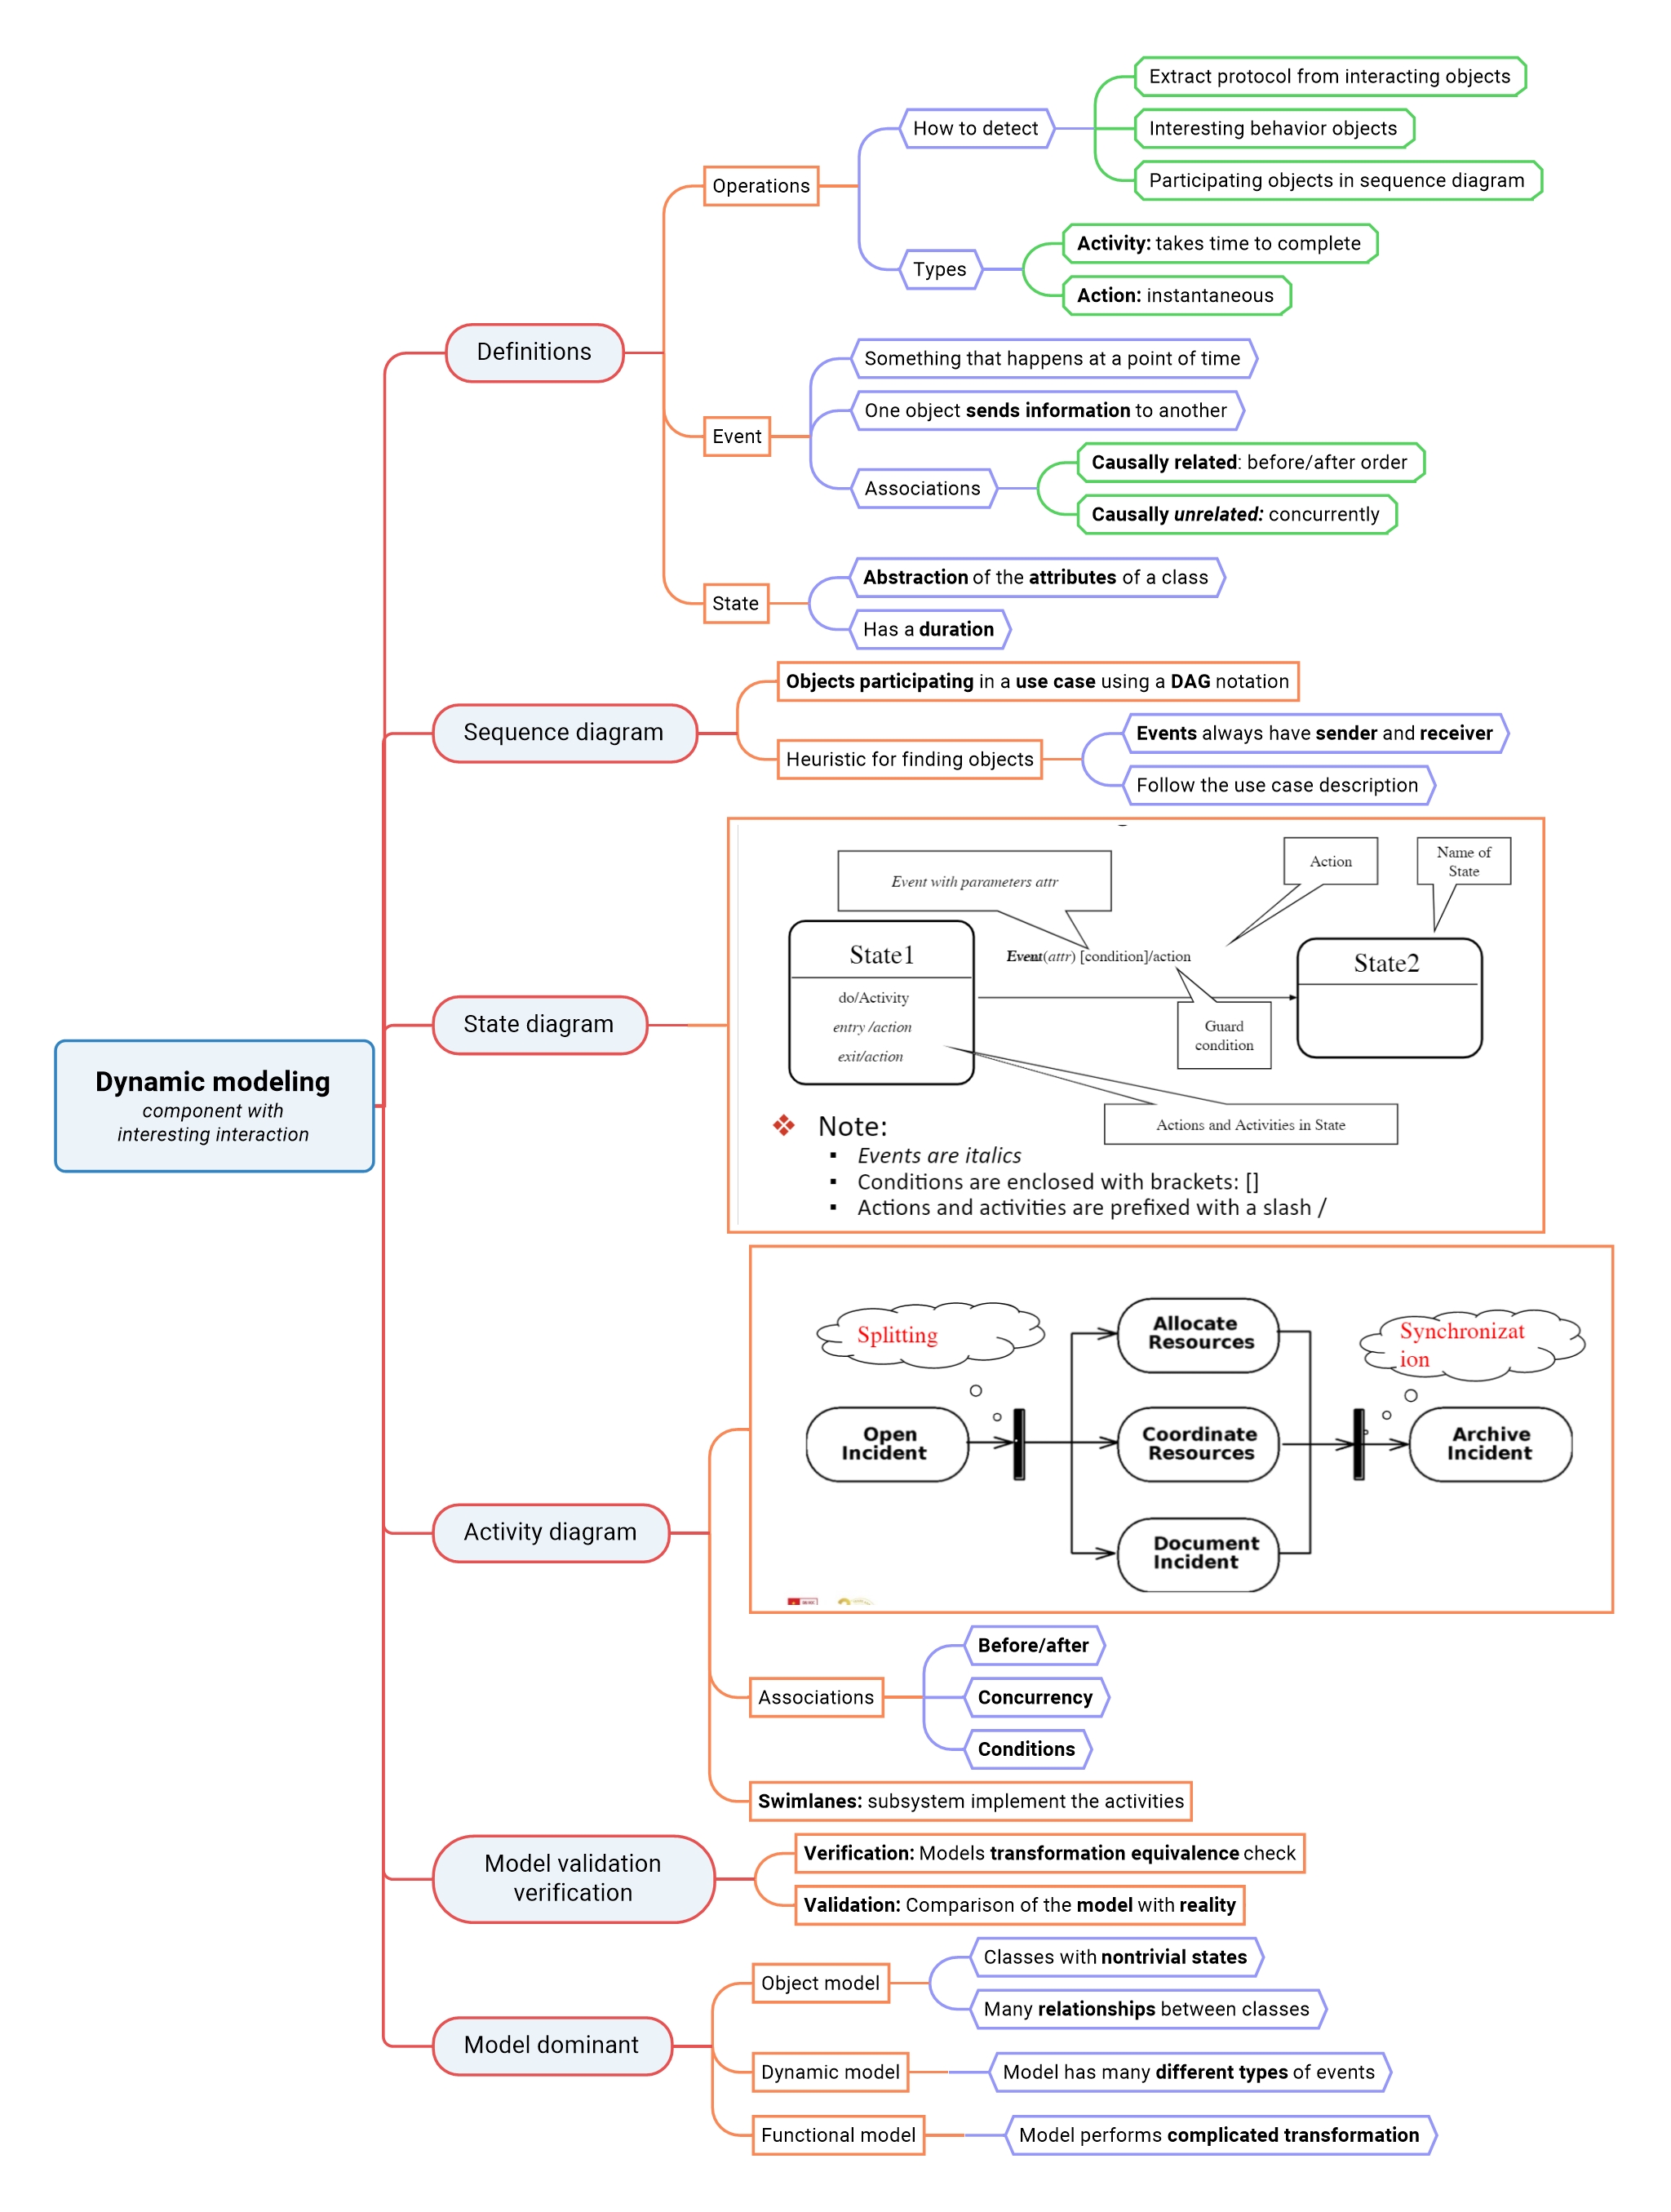 Dynamic modeling
component with
interesting interaction
Definitions
Operations
How to detect
Extract protocol from interacting objects
Interesting behavior objects
Participating objects in sequence diagram
Types
Activity: takes time to complete
Action: instantaneous
Event
Something that happens at a point of time
One object sends information to another
Associations
Causally related: before/after order
Causally unrelated: concurrently
State
Abstraction of the attributes of a class
Has a duration
Sequence diagram
Objects participating in a use case using a DAG notation
Heuristic for finding objects
Events always have sender and receiver
Follow the use case description
State diagram
Event with parameters attr
Action
Name of
State
State1
do/Activity
entry /action
exit/action
Event(attr) [condition]/action
State2
Guard
condition
Actions and Activities in State
❖ Note:
▪ Events are italics
▪ Conditions are enclosed with brackets: []
▪ Actions and activities are prefixed with a slash /
Activity diagram
Splitting
Synchronizat
ion
Open
Incident
Allocate
Resources
Coordinate
Resources
Document
Incident
Archive
Incident
Associations
Before/after
Concurrency
Conditions
Swimlanes: subsystem implement the activities
Model validation
verification
Verification: Models transformation equivalence check
Validation: Comparison of the model with reality
Model dominant
Object model
Classes with nontrivial states
Many relationships between classes
Dynamic model
Model has many different types of events
Functional model
Model performs complicated transformation